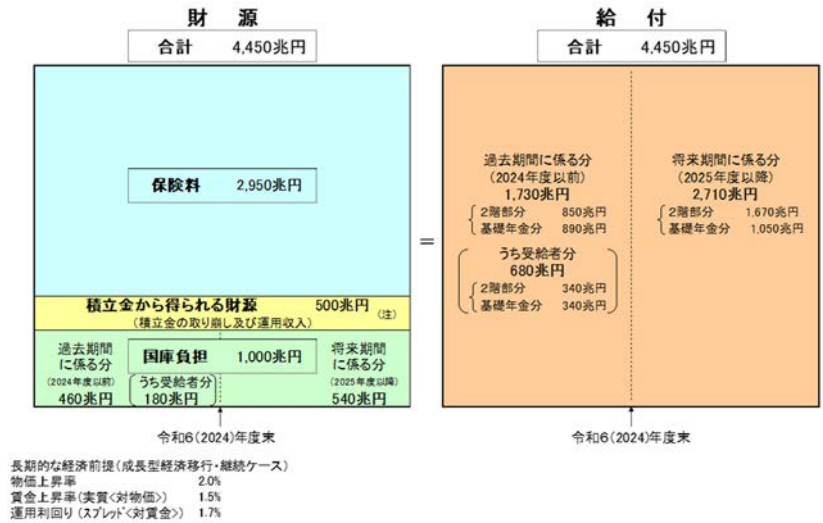 財　源
合計　4,450兆円
保険料　2,950兆円
積立金から得られる財源　500兆円（注）
（積立金の取り崩し及び運用収入）
過去期間に係る分
（2024年度以前）
460兆円
国庫負担　1,000兆円
うち受給者分
180兆円
将来期間に係る分
（2025年度以降）
540兆円
令和6（2024）年度末
＝
給　付
合計　4,450兆円
過去期間に係る分
（2024年度以前）
1,730兆円
2階部分　850兆円
基礎年金分　890兆円
うち受給者分
680兆円
2階部分　340兆円
基礎年金分　340兆円
将来期間に係る分
（2025年度以降）
2,710兆円
2階部分　1,670兆円
基礎年金分　1,050兆円
令和6（2024）年度末
長期的な経済前提（成長型経済移行・継続ケース）
物価上昇率　2.0%
賃金上昇率（実質<対物価>）　1.5%
運用利回り（スプレッド<対賃金>）　1.7%